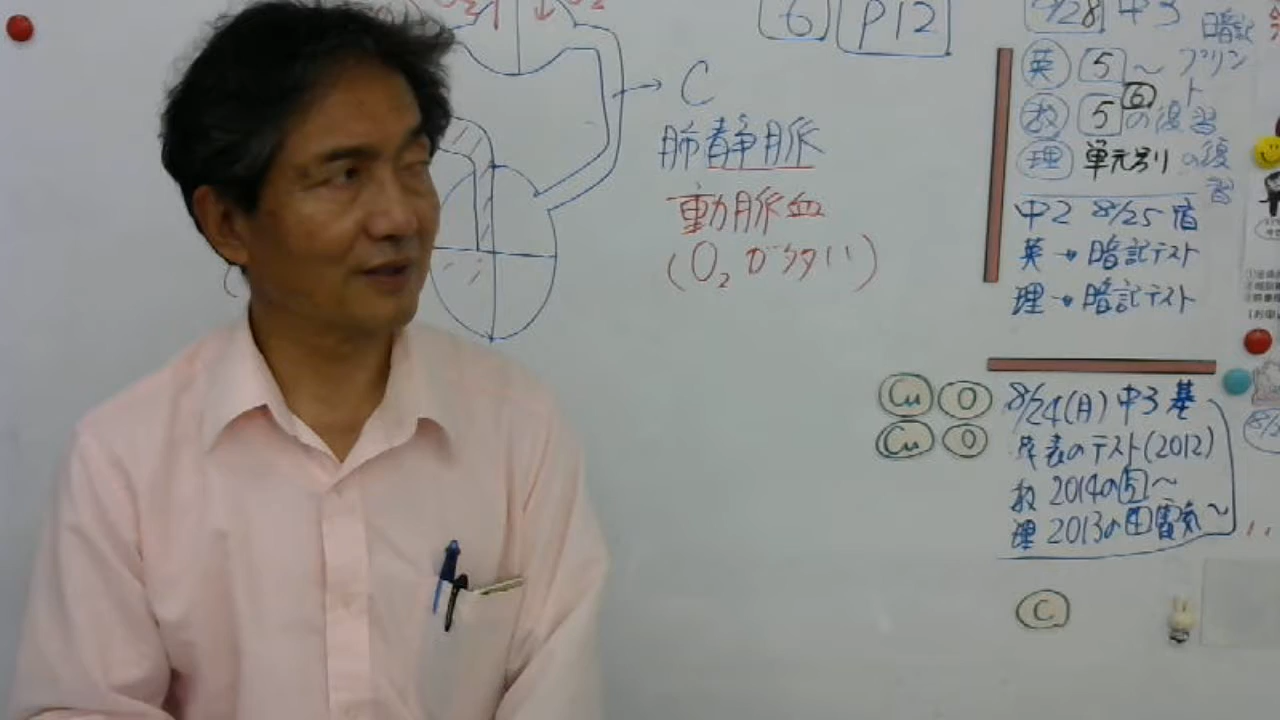 6 P12
C
肺静脈
動脈血
(O₂が多い)
中3
暗記プリント
英 5～
数 5 6の復習
理 単元別の復習
中2 8/25 宿
英→暗記テスト
理→暗記テスト
Cu O
Cu O
8/24(月) 中3 基
発表のテスト(2012)
数 2014の5～
理 2013の 電気～
C